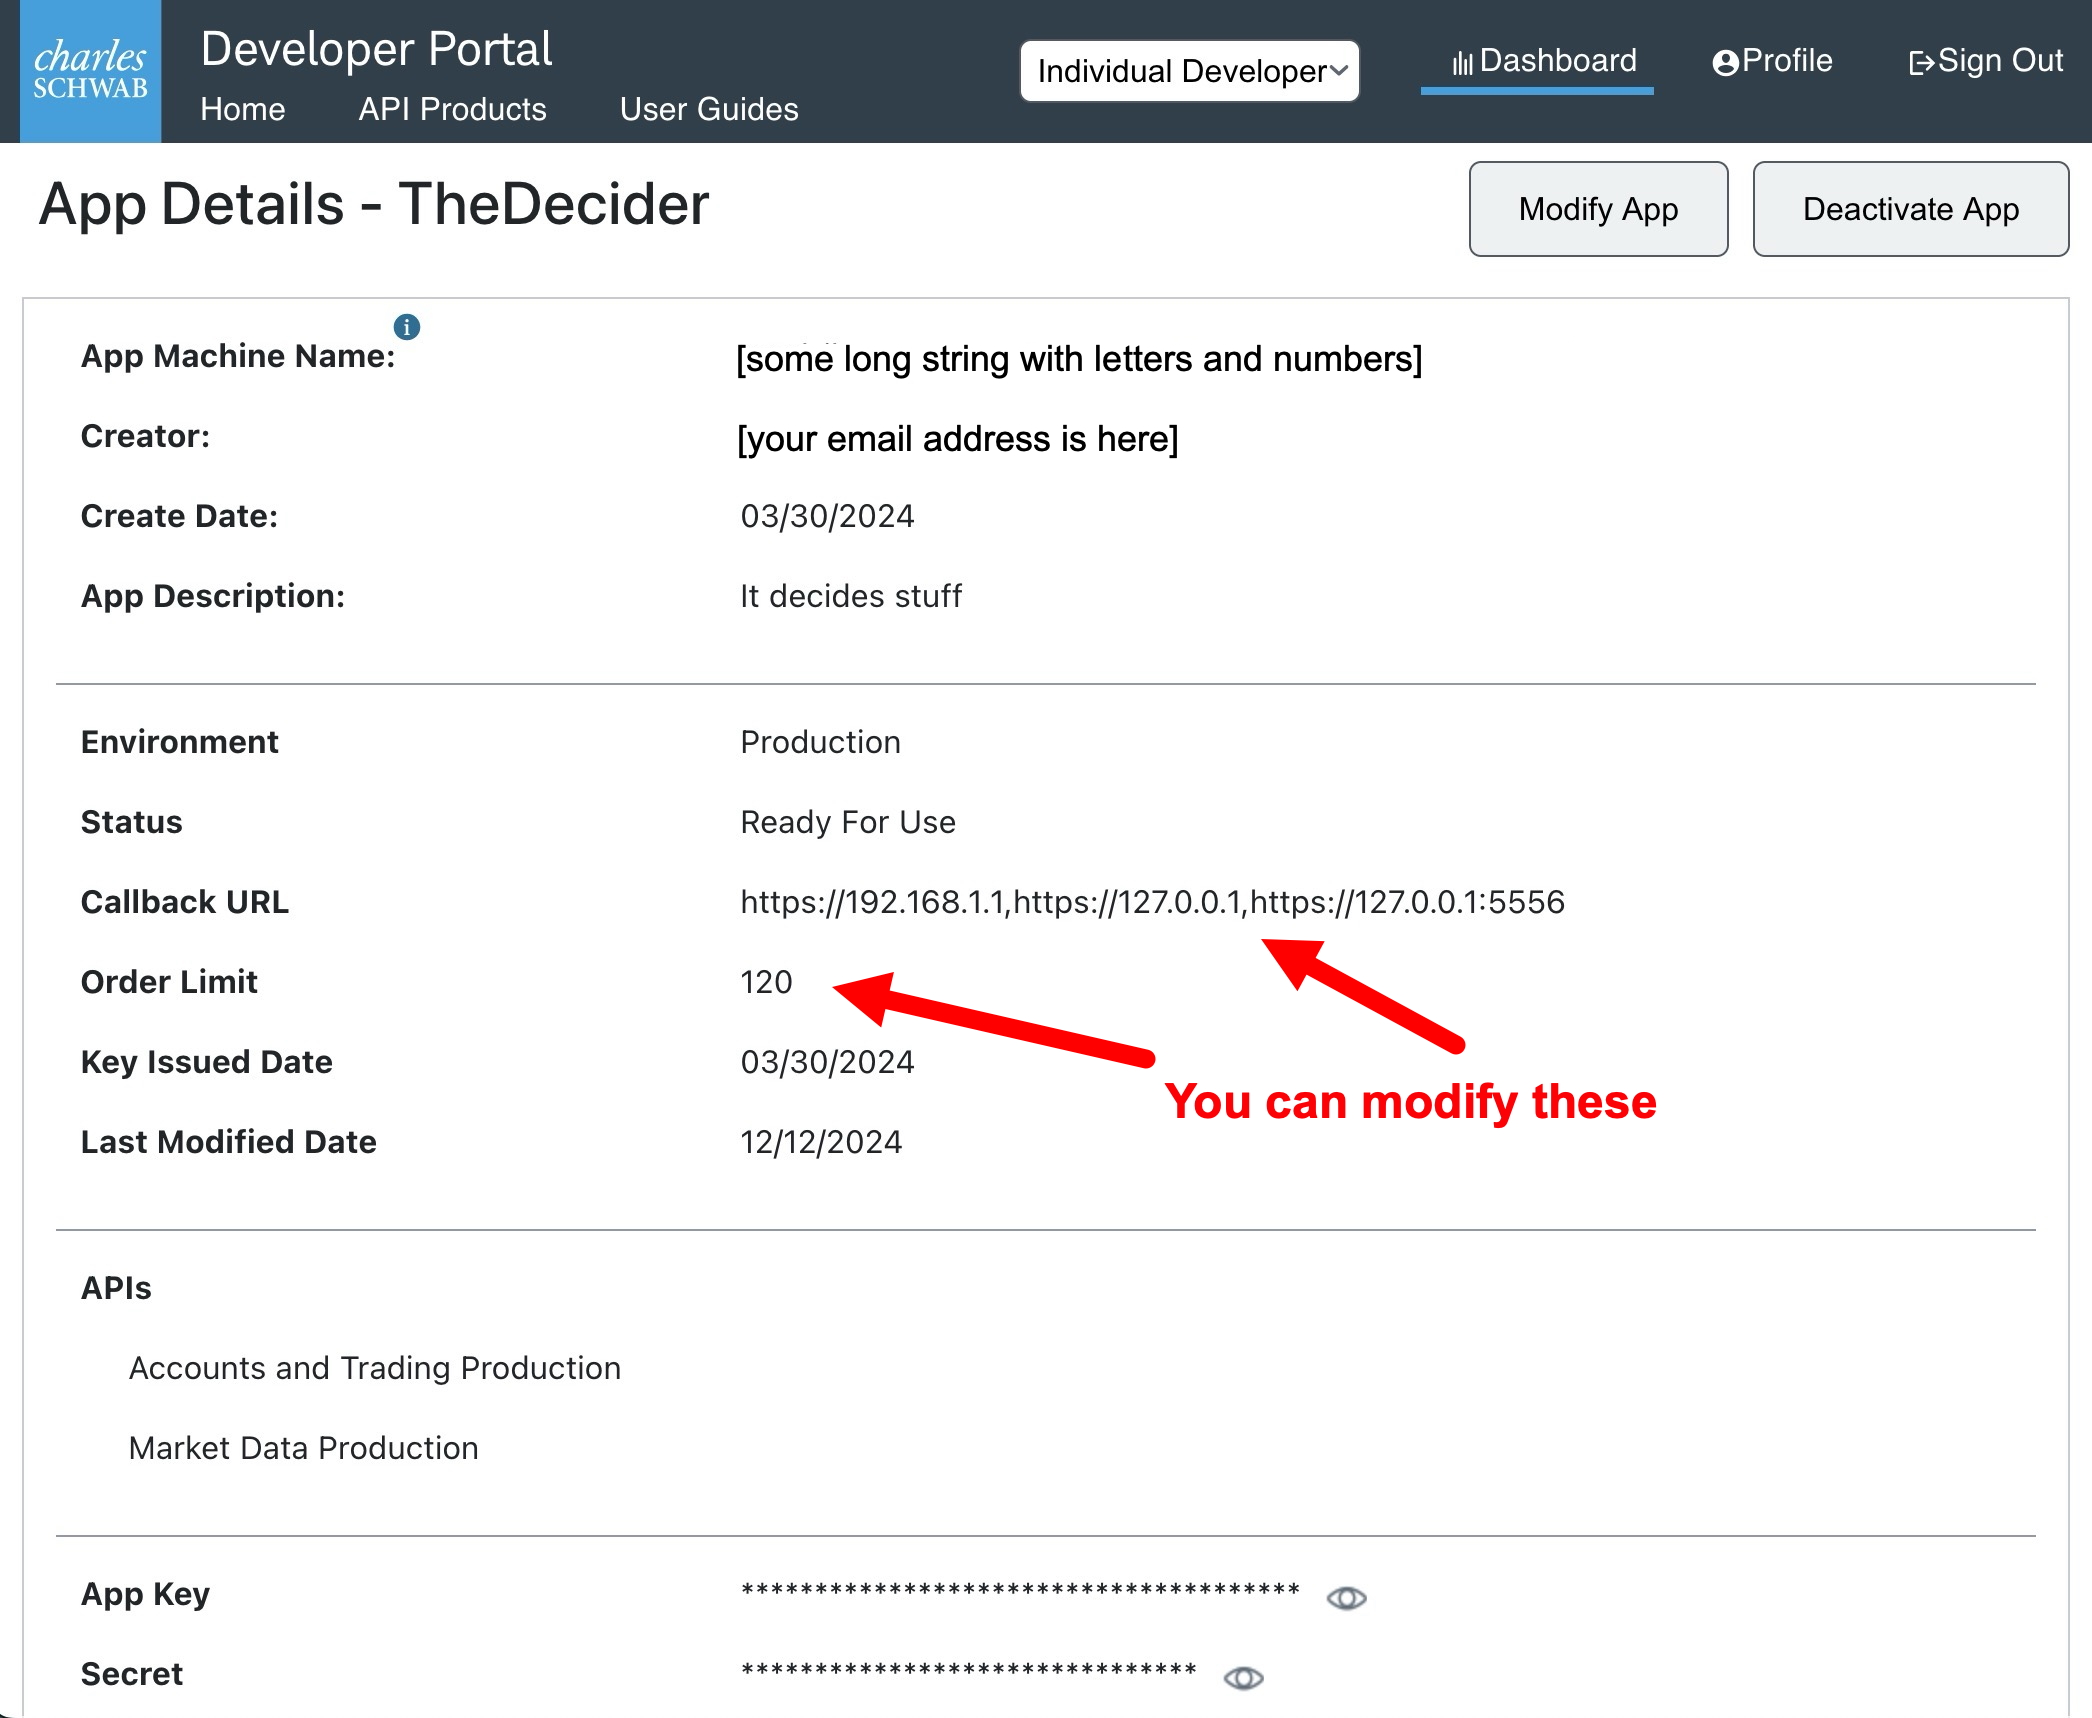 charles
SCHWAB
Developer Portal
Home API Products User Guides
Individual Developer
Dashboard
Profile
Sign Out
App Details - TheDecider
Modify App
Deactivate App
App Machine Name: i [some long string with letters and numbers]
Creator: [your email address is here]
Create Date: 03/30/2024
App Description: It decides stuff
Environment Production
Status Ready For Use
Callback URL https://192.168.1.1,https://127.0.0.1,https://127.0.0.1:5556
Order Limit 120
Key Issued Date 03/30/2024
You can modify these
Last Modified Date 12/12/2024
APIs
Accounts and Trading Production
Market Data Production
App Key **************************************
Secret *******************************